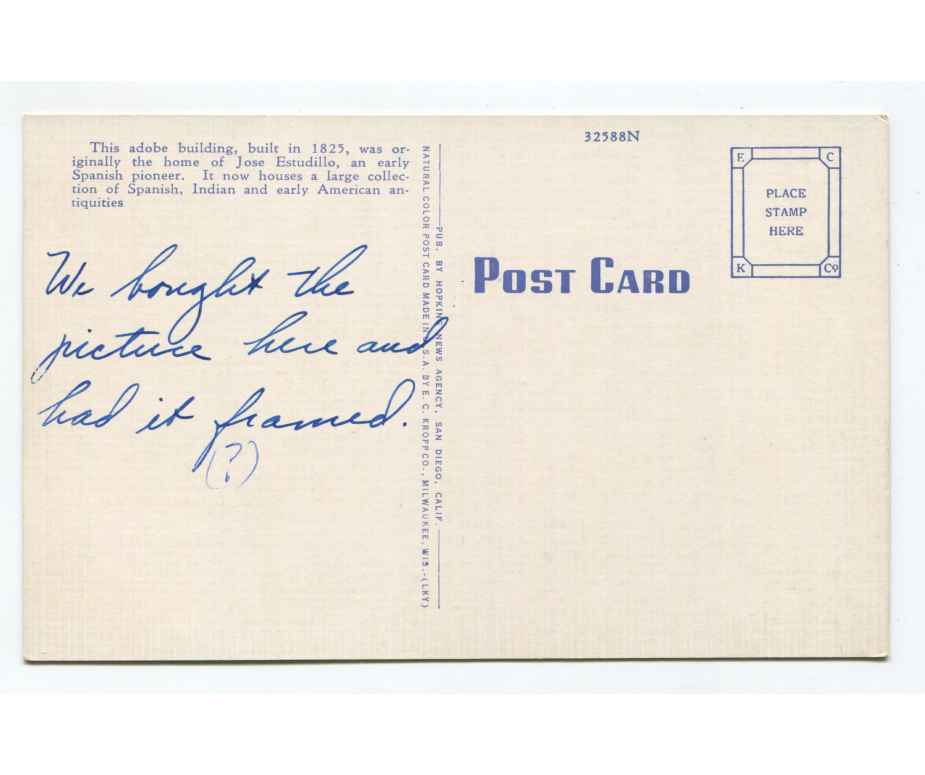 This adobe building, built in 1825, was or-
iginally the home of Jose Estudillo, an early
Spanish pioneer. It now houses a large collec-
tion of Spanish, Indian and early American an-
tiquities
We bought the
picture here and
had it framed.
(?)
NATURAL COLOR POST CARD MADE IN U.S.A. BY E. C. KROPP CO., MILWAUKEE, WIS.-(LKY)
PUB. BY HOPKINS NEWS AGENCY, SAN DIEGO, CALIF.
32588N
POST CARD
E. C
PLACE
STAMP
HERE
K Co